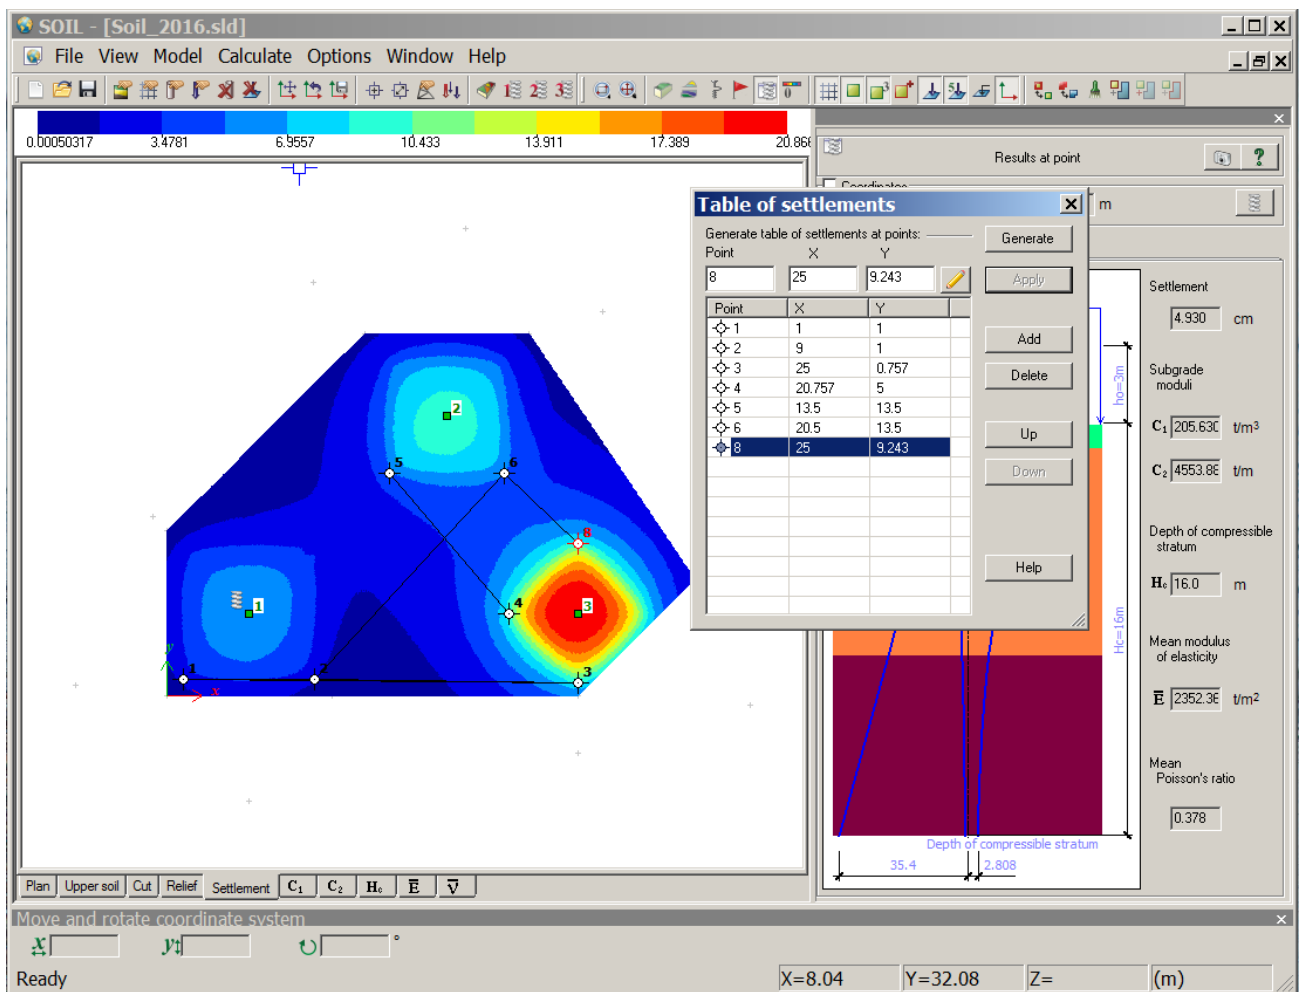 SOIL - [Soil_2016.sld]
File View Model Calculate Options Window Help
0.00050317 3.4781 6.9557 10.433 13.911 17.389 20.86
Results at point
Coordinates
m
Table of settlements
Generate table of settlements at points:
Point X Y
8 25 9.243
Generate
Apply
Add
Delete
Up
Down
Help
Point X Y
1 1 1
2 9 1
3 25 0.757
4 20.757 5
5 13.5 13.5
6 20.5 13.5
8 25 9.243
2
5
6
8
1
4
3
1
2
3
y
x
Settlement
4.930 cm
Subgrade
moduli
C1 205.630 t/m3
C2 4553.88 t/m
Depth of compressible
stratum
Hc 16.0 m
Mean modulus
of elasticity
E̅ 2352.38 t/m2
Mean
Poisson's ratio
0.378
ho=3m
Hc=16m
Depth of compressible stratum
35.4 2.808
Plan Upper soil Cut Relief Settlement C1 C2 Hc E̅ V̅
Move and rotate coordinate system
x y °
Ready X=8.04 Y=32.08 Z= (m)